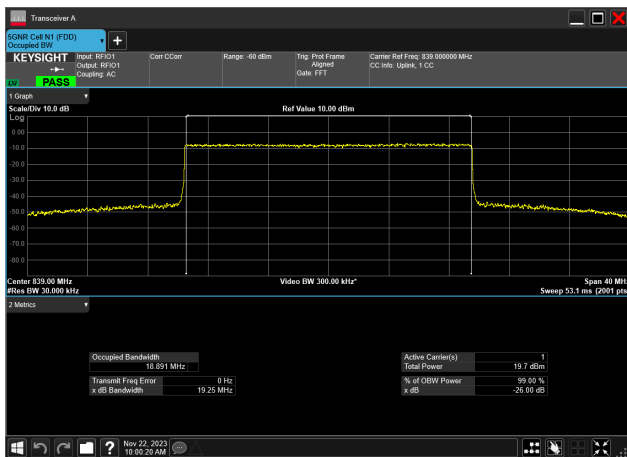 Transceiver A
5GNR Cell N1 (FDD)
Occupied BW
+
KEYSIGHT
LXI
PASS
Input: RFIO1
Output: RFIO1
Coupling: AC
Corr CCorr
Range: -60 dBm
Trig: Prot Frame
Aligned
Gate: FFT
Carrier Ref Freq: 839.000000 MHz
CC Info: Uplink, 1 CC
1 Graph
Scale/Div 10.0 dB
Ref Value 10.00 dBm
Log
0.00
-10.0
-20.0
-30.0
-40.0
-50.0
-60.0
-70.0
-80.0
Center 839.00 MHz
Video BW 300.00 kHz*
Span 40 MHz
#Res BW 30.000 kHz
Sweep 53.1 ms (2001 pts)
2 Metrics
Occupied Bandwidth
18.891 MHz
Active Carrier(s) 1
Total Power 19.7 dBm
Transmit Freq Error 0 Hz
x dB Bandwidth 19.25 MHz
% of OBW Power 99.00 %
x dB -26.00 dB
?
Nov 22, 2023
10:00:20 AM